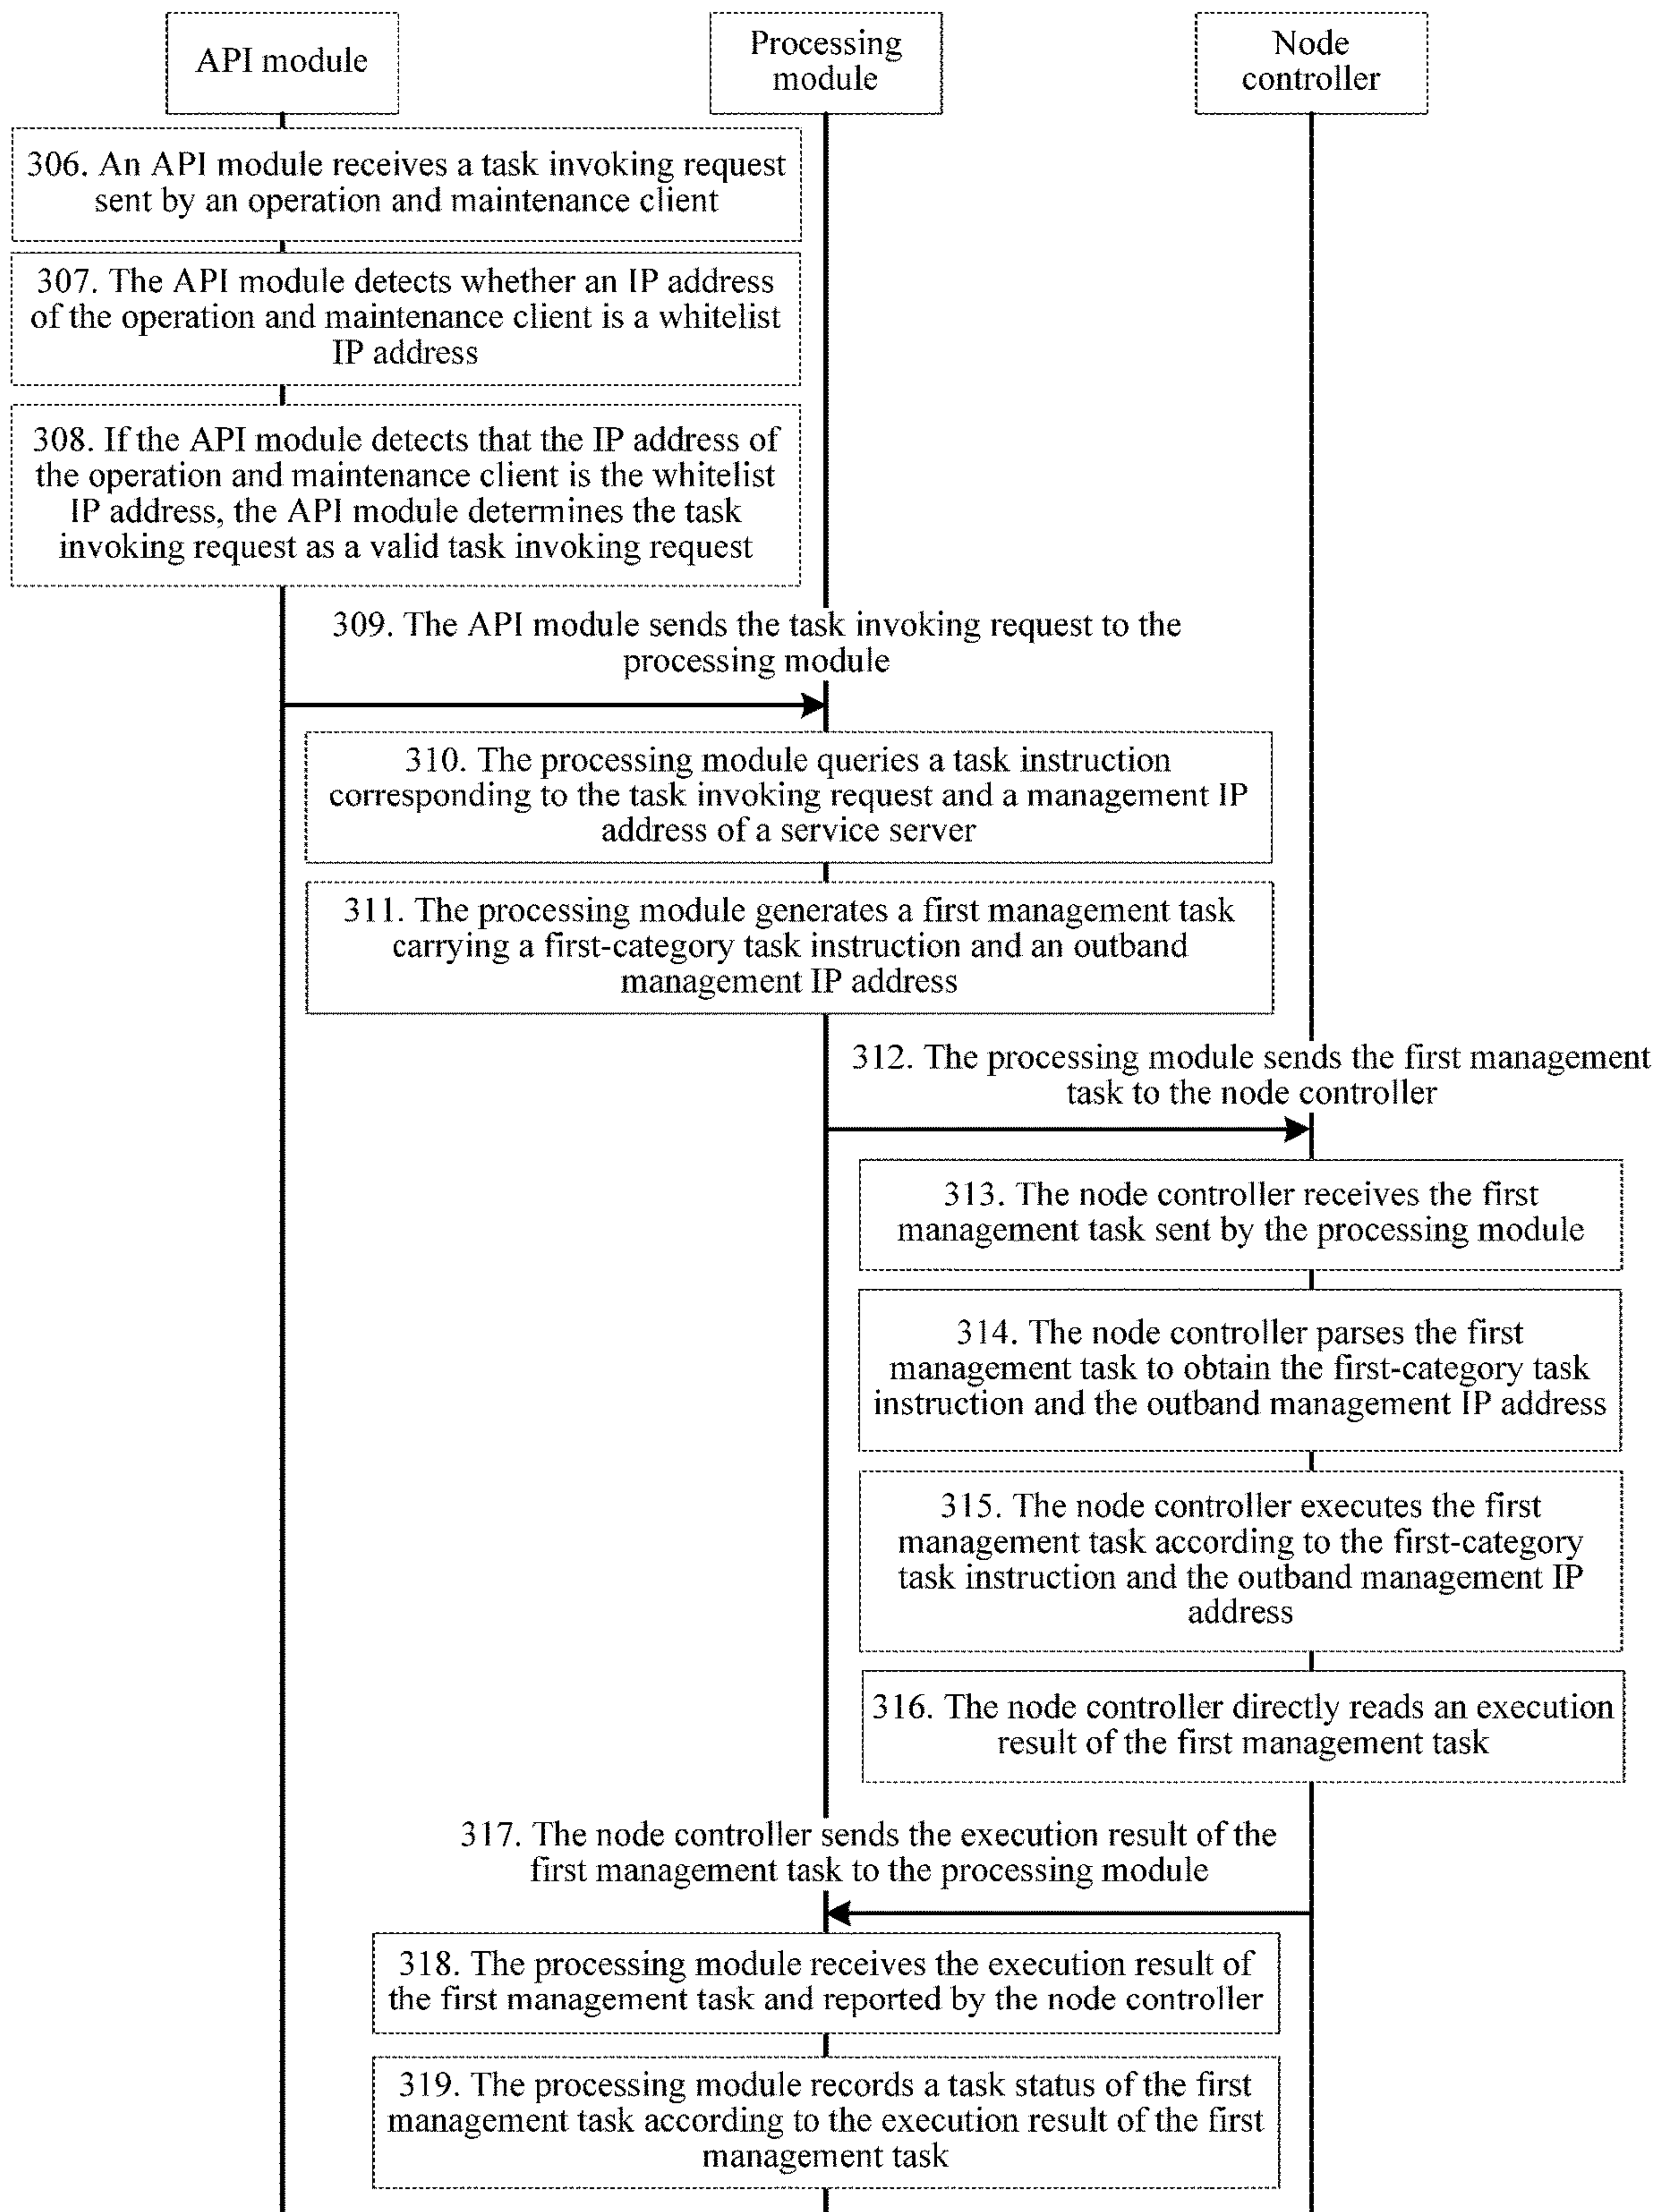 API module
Processing
module
Node
controller
306. An API module receives a task invoking request
sent by an operation and maintenance client
307. The API module detects whether an IP address
of the operation and maintenance client is a whitelist
IP address
308. If the API module detects that the IP address of
the operation and maintenance client is the whitelist
IP address, the API module determines the task
invoking request as a valid task invoking request
309. The API module sends the task invoking request to the
processing module
310. The processing module queries a task instruction
corresponding to the task invoking request and a management IP
address of a service server
311. The processing module generates a first management task
carrying a first-category task instruction and an outband
management IP address
312. The processing module sends the first management
task to the node controller
313. The node controller receives the first
management task sent by the processing module
314. The node controller parses the first
management task to obtain the first-category task
instruction and the outband management IP address
315. The node controller executes the first
management task according to the first-category
task instruction and the outband management IP
address
316. The node controller directly reads an execution
result of the first management task
317. The node controller sends the execution result of the
first management task to the processing module
318. The processing module receives the execution result of
the first management task and reported by the node controller
319. The processing module records a task status of the first
management task according to the execution result of the first
management task